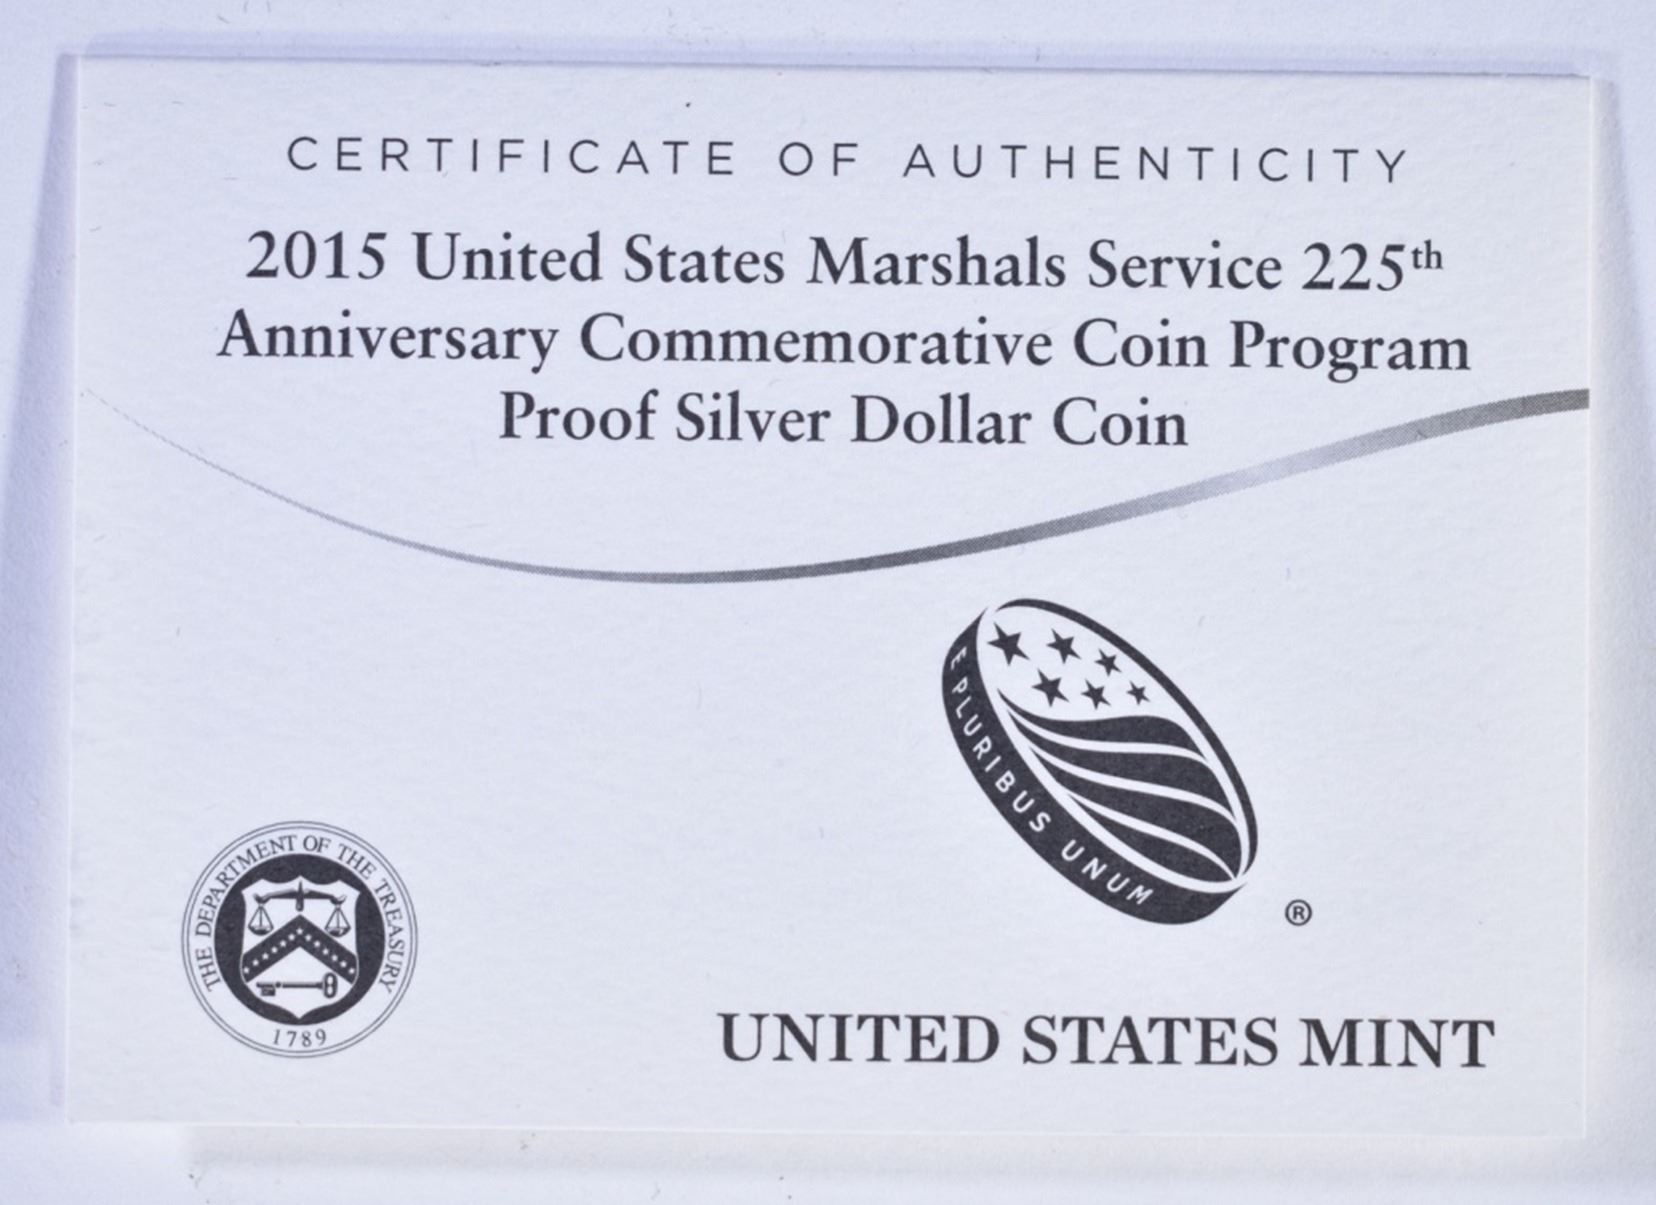 CERTIFICATE OF AUTHENTICITY
2015 United States Marshals Service 225th
Anniversary Commemorative Coin Program
Proof Silver Dollar Coin
E PLURIBUS UNUM
®
THE DEPARTMENT OF THE TREASURY
1789
UNITED STATES MINT